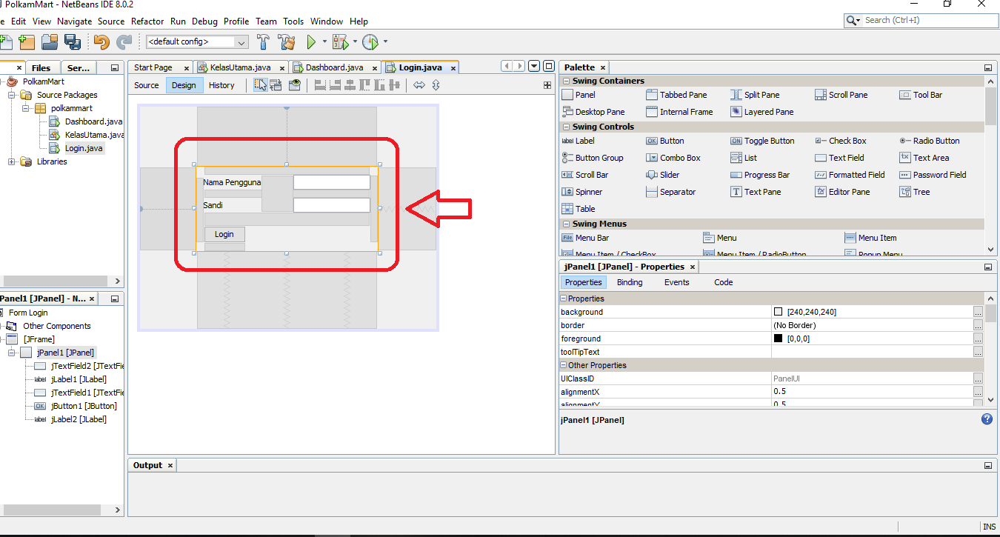 PolkamMart - NetBeans IDE 8.0.2
e Edit View Navigate Source Refactor Run Debug Profile Team Tools Window Help
Search (Ctrl+I)
<default config>
Files Ser...
PolkaMart
Source Packages
polkammart
Dashboard.java
KelasUtama.java
Login.java
Libraries
Start Page KelasUtama.java Dashboard.java Login.java
Source Design History
Nama Pengguna
Sandi
Login
Palette
Swing Containers
Panel Tabbed Pane Split Pane Scroll Pane Tool Bar
Desktop Pane Internal Frame Layered Pane
Swing Controls
label Label OK Button ON Toggle Button Check Box Radio Button
Button Group Combo Box List Text Field Text Area
Scroll Bar Slider Progress Bar Formatted Field Password Field
Spinner Separator Text Pane Editor Pane Tree
Table
Swing Menus
File Menu Bar Menu Menu Item
Menu Item / CheckBox Menu Item / RadioButton Popup Menu
Panel1 [JPanel] - N...
Form Login
Other Components
[JFrame]
jPanel1 [JPanel]
jTextField2 [JTextFie
label jLabel1 [JLabel]
jTextField1 [JTextFie
OK jButton1 [JButton]
label jLabel2 [JLabel]
jPanel1 [JPanel] - Properties
Properties Binding Events Code
Properties
background [240,240,240] ...
border (No Border) ...
foreground [0,0,0] ...
toolTipText ...
Other Properties
UIClassID PanelUI ...
alignmentX 0.5 ...
alignmentY 0.5
jPanel1 [JPanel]
Output
INS